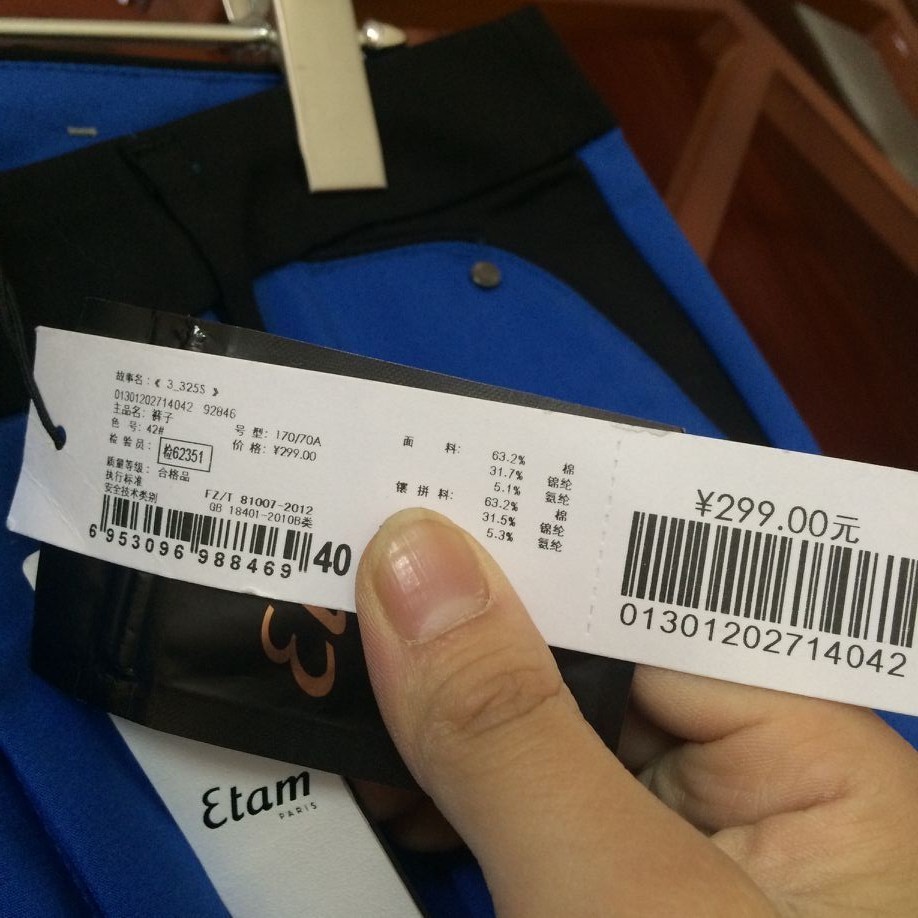 故事名:《 3_325S 》
01301202714042 92846
主品名: 裤子
色 号: 42#
号 型: 170/70A
检 验 员: 检62351
价 格: ¥299.00
质量等级: 合格品
执行标准 FZ/T 81007-2012
安全技术类别 GB 18401-2010B类
6 953096 988469 40
面 料: 63.2% 棉
31.7% 锦纶
5.1% 氨纶
镶 拼 料: 63.2% 棉
31.5% 锦纶
5.3% 氨纶
¥299.00元
01301202714042
Etam
PARIS